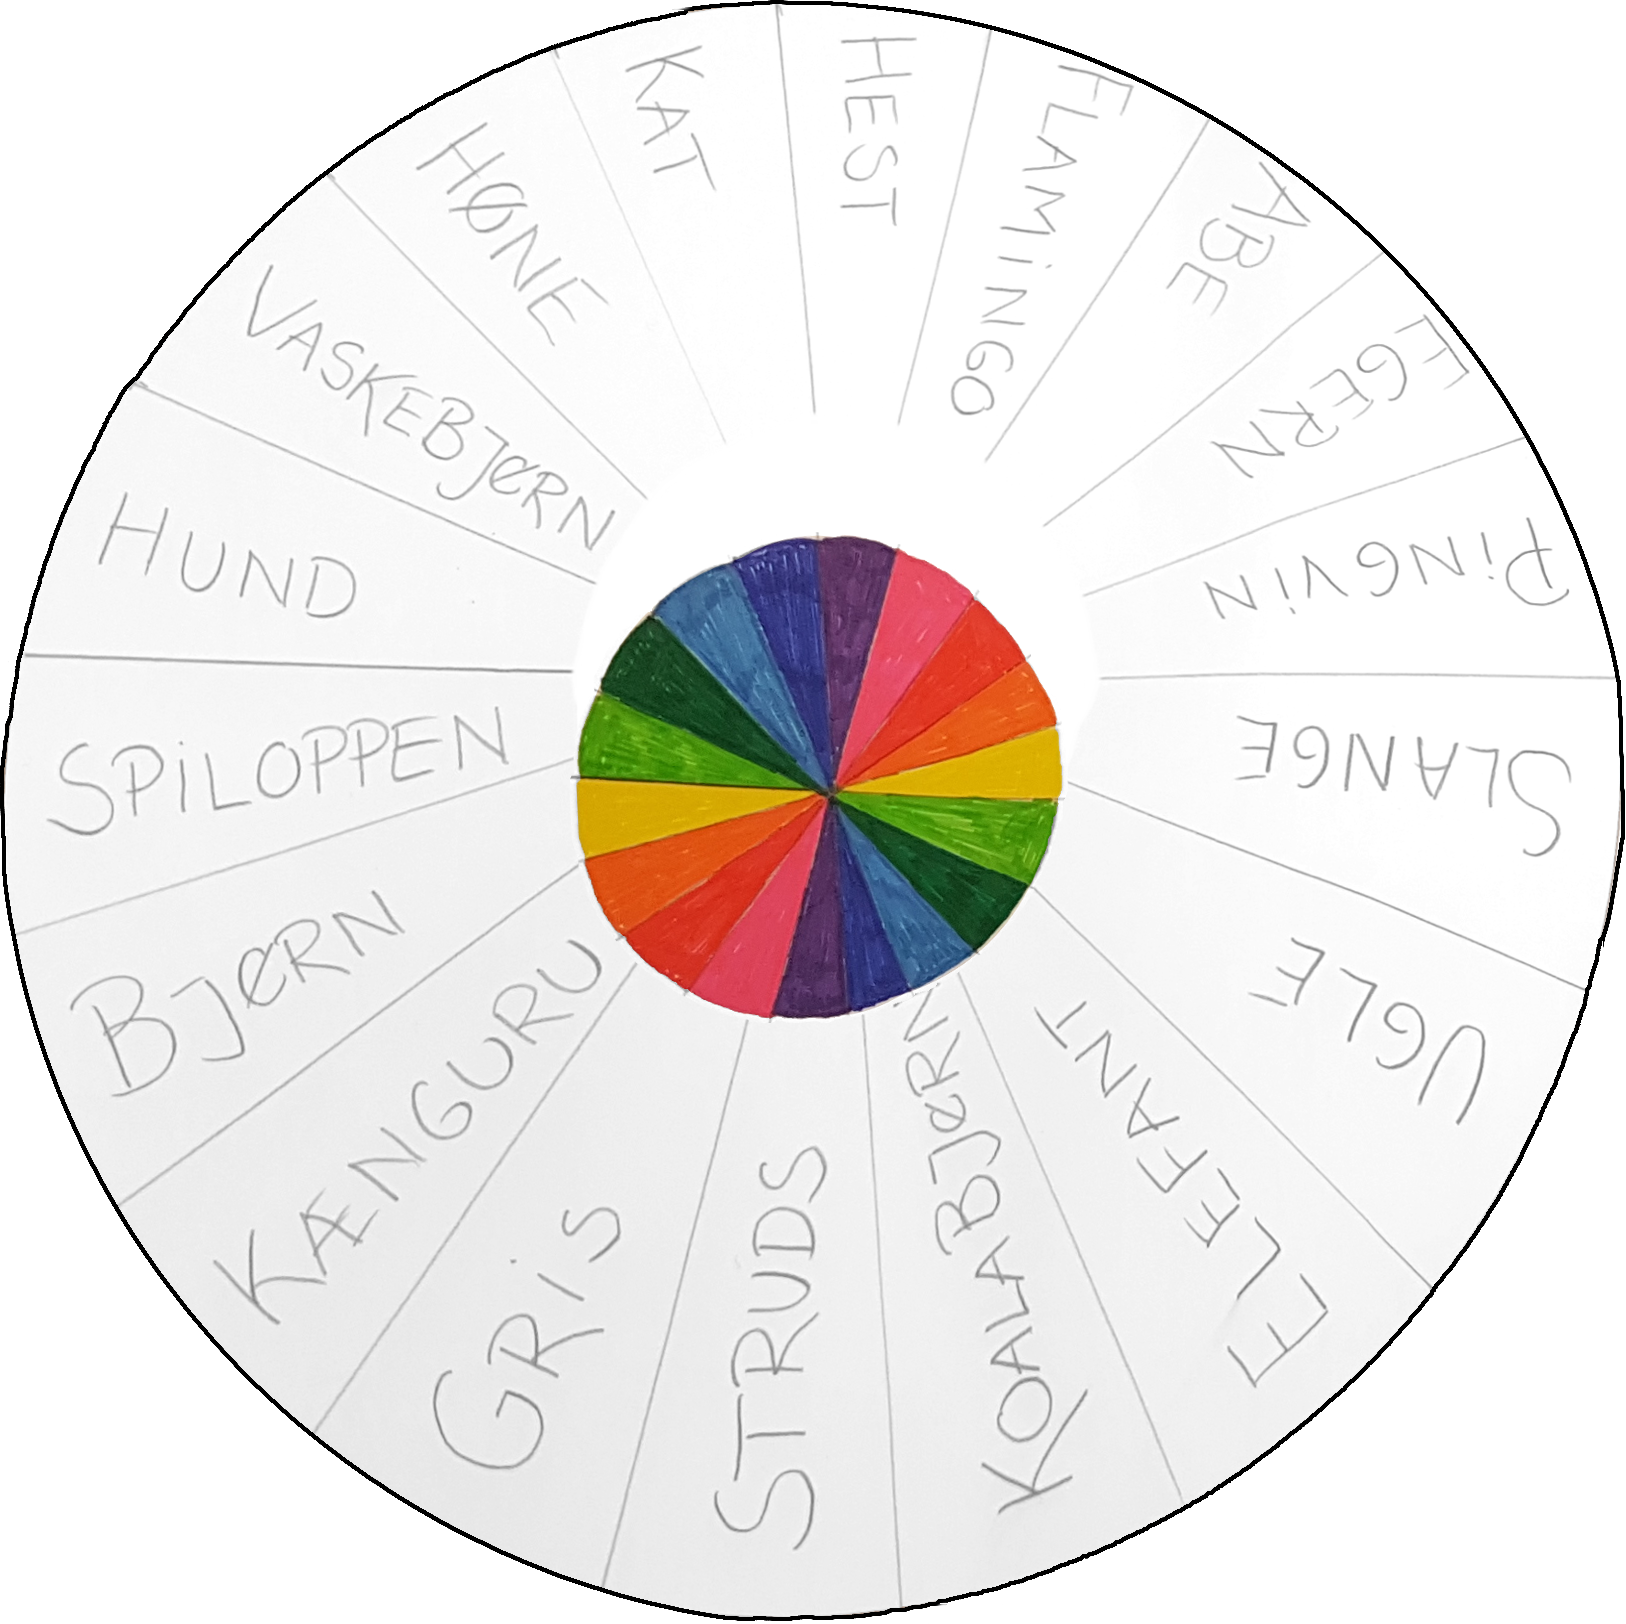 HEST
FLAMiNGO
ABE
EGERN
PiNGViN
SLANGE
UGLE
ELEFANT
KOALABJØRN
STRUDS
GRiS
KÆNGURU
BJØRN
SPiLOPPEN
HUND
VASKEBJØRN
HØNE
KAT